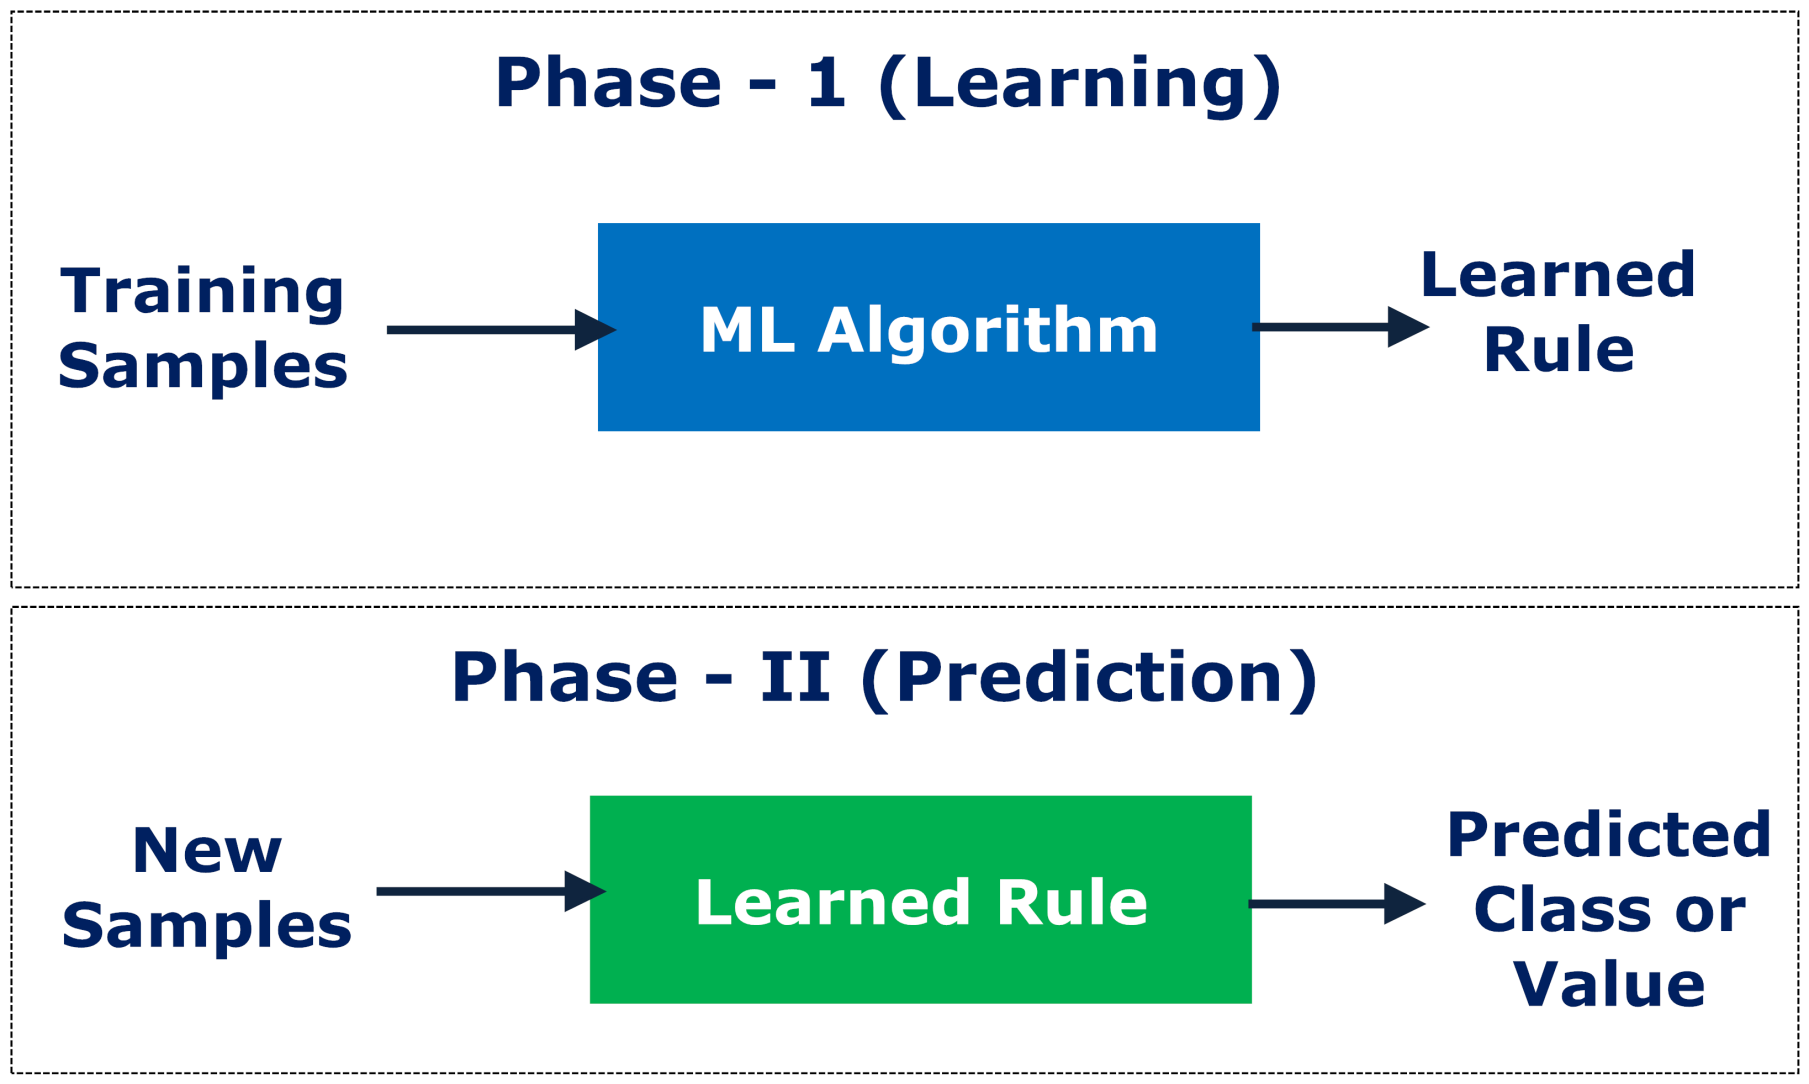 Phase - 1 (Learning)
Training
Samples
ML Algorithm
Learned
Rule
Phase - II (Prediction)
New
Samples
Learned Rule
Predicted
Class or
Value